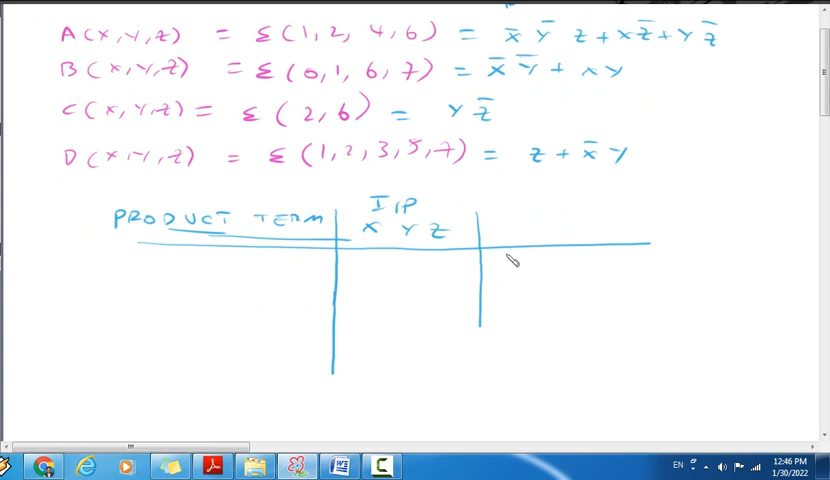 A(X,Y,Z) = Σ(1,2, 4,6) = X̅ Y̅ Z+XZ̅+YZ̅
B(X,Y,Z) = Σ(0,1,6,7) = X̅ Y̅ + XY
C(X,Y,Z) = Σ(2,6) = YZ̅
D(X,Y,Z) = Σ(1,2,3,5,7) = Z + X̅ Y
PRODUCT TERM I/P
X Y Z
EN
12:46 PM
1/30/2022